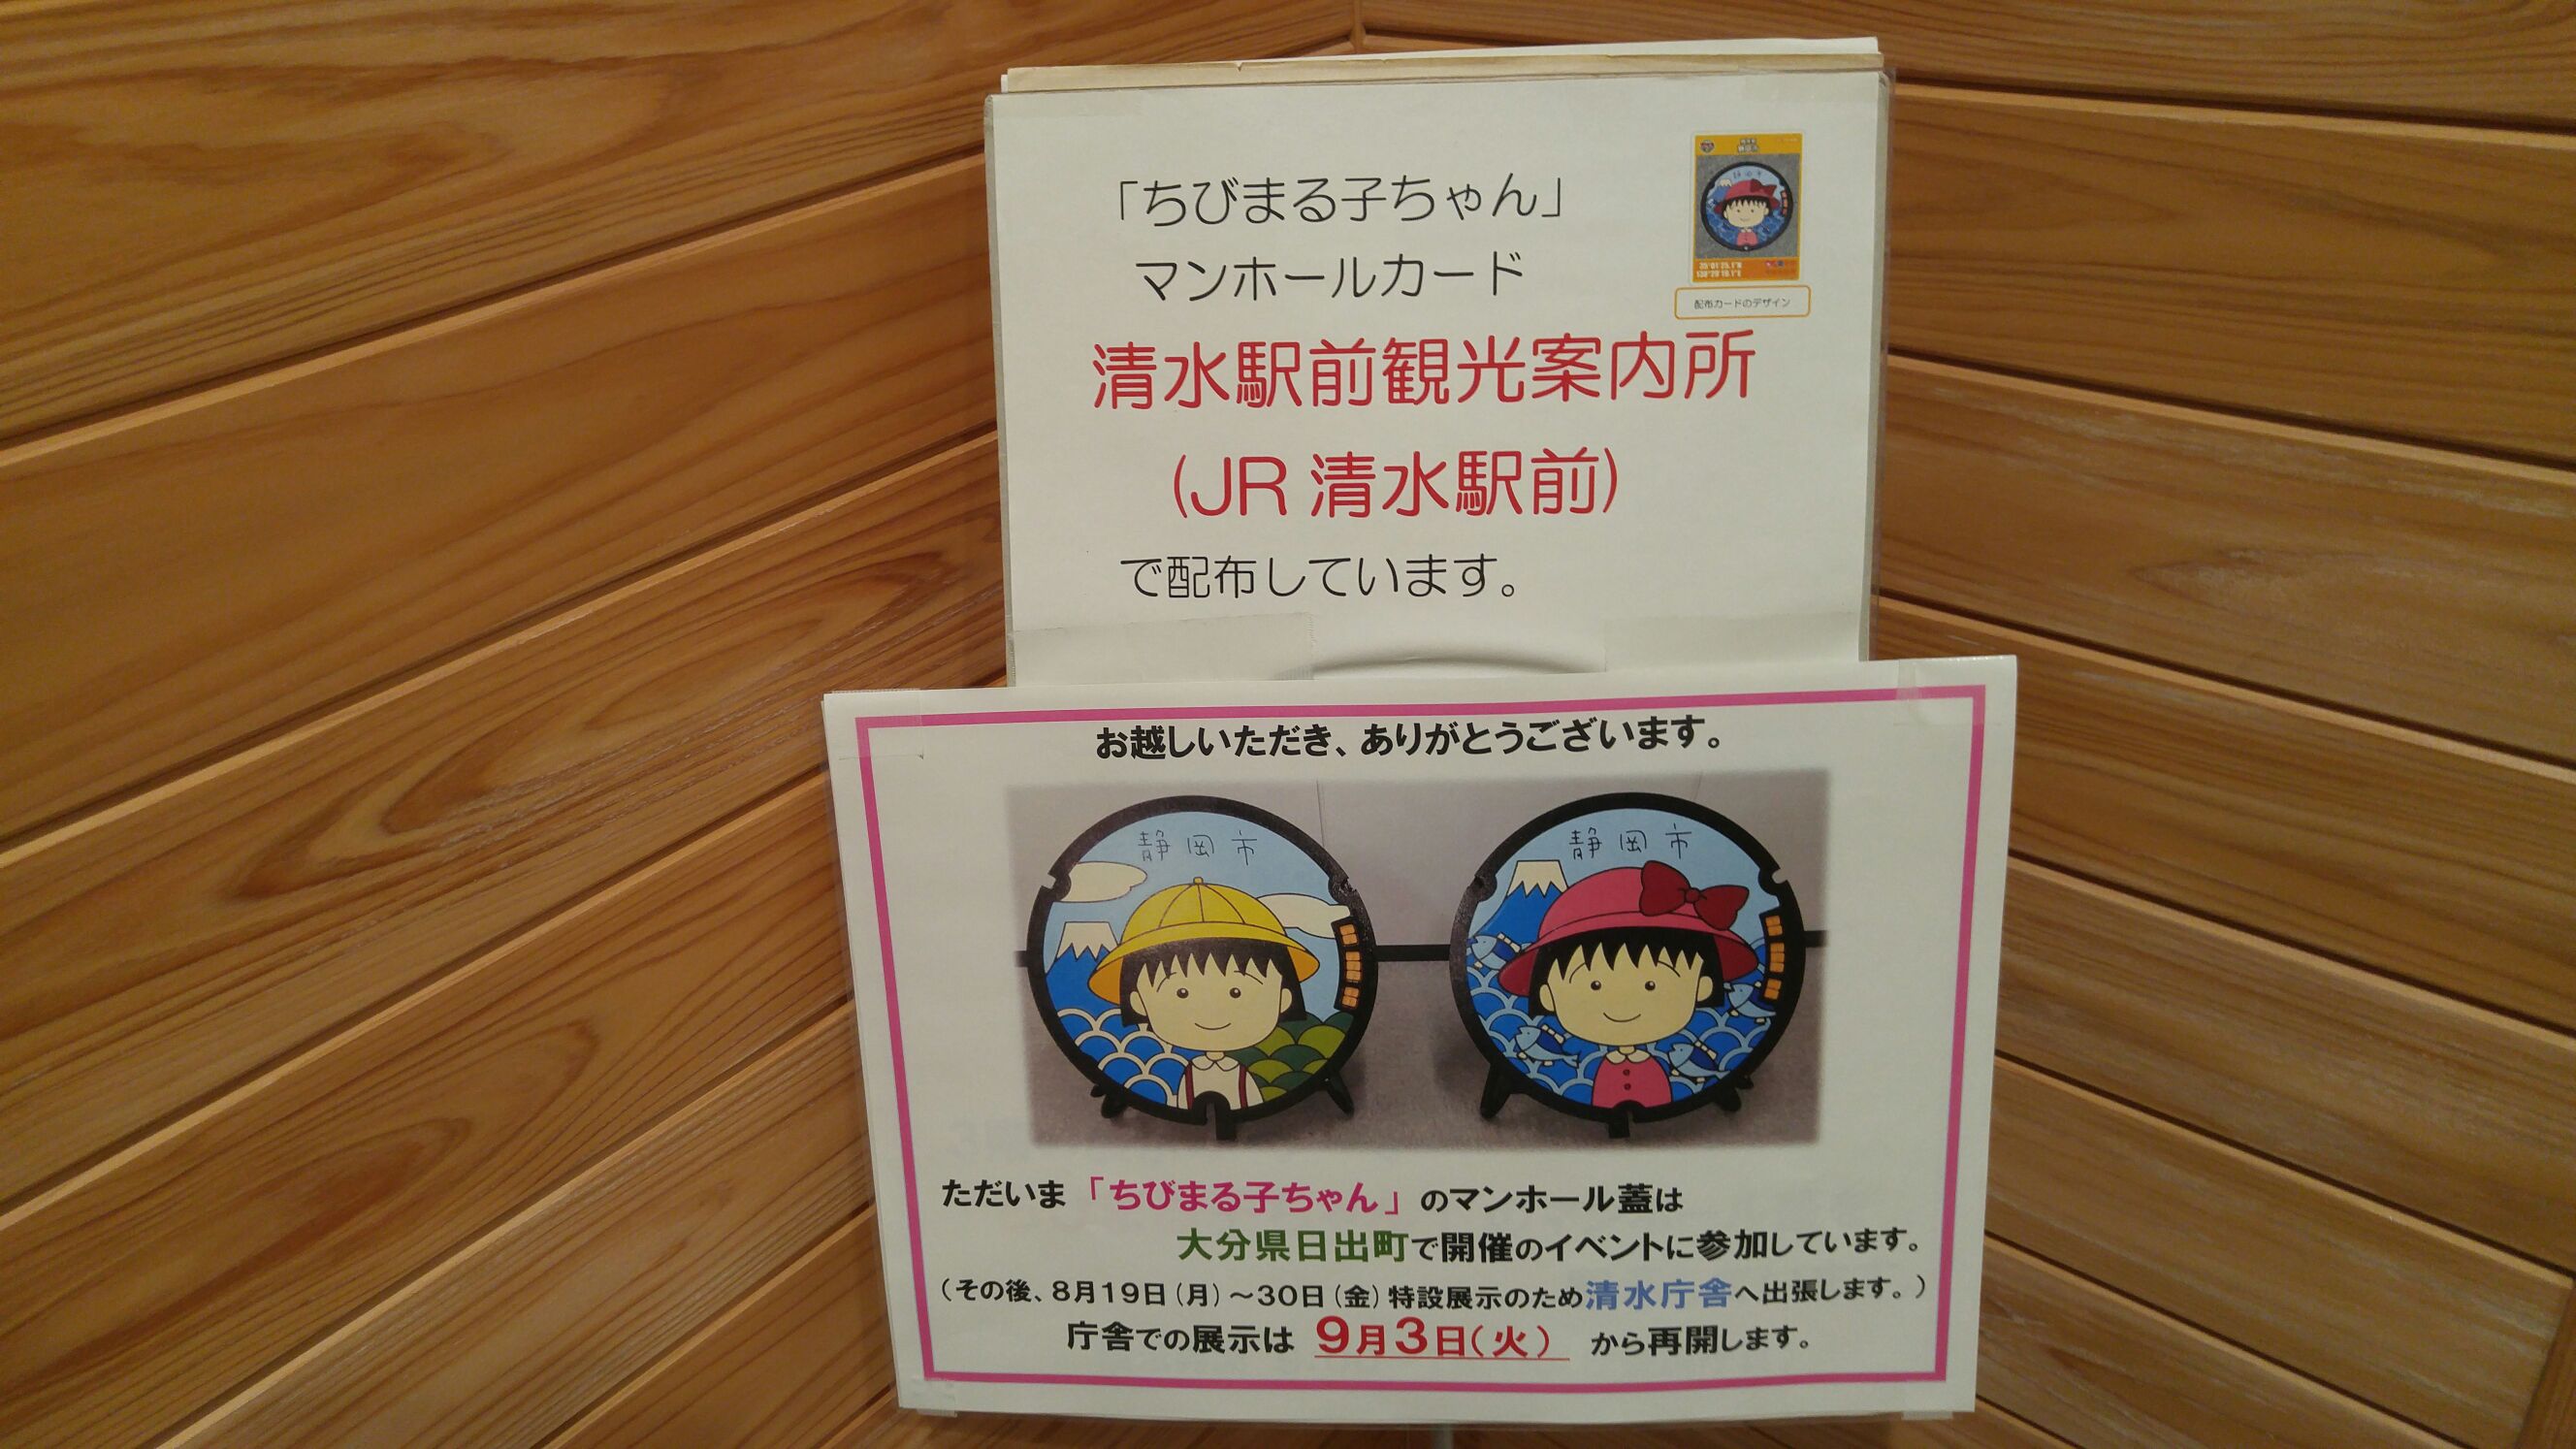 「ちびまる子ちゃん」
マンホールカード
清水駅前観光案内所
(JR 清水駅前)
で配布しています。
配布カードのデザイン
お越しいただき、ありがとうございます。
静岡市
静岡市
ただいま「ちびまる子ちゃん」のマンホール蓋は
大分県日出町で開催のイベントに参加しています。
(その後、8月19日(月)～30日(金)特設展示のため清水庁舎へ出張します。)
庁舎での展示は 9月3日(火) から再開します。